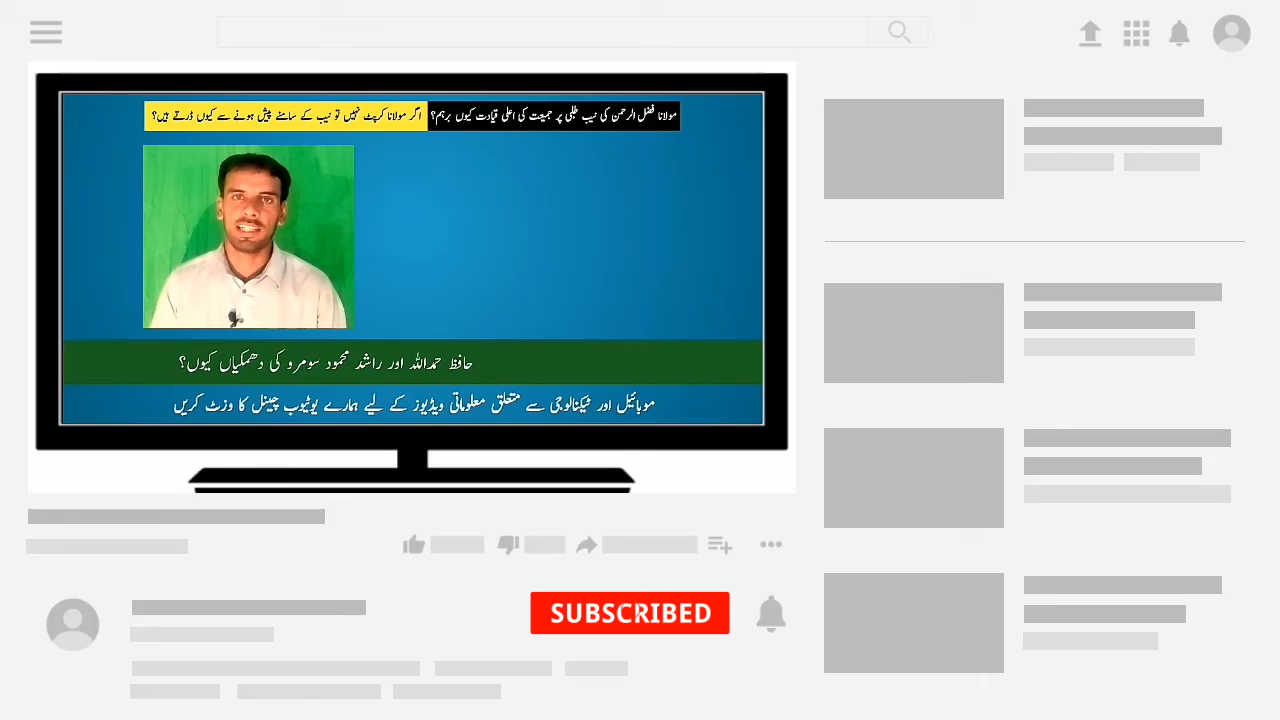 مولانا فضل الرحمن کی نیب طلبی پر جمیعت کی اعلیٰ قیادت کیوں برہم؟
اگر مولانا کرپٹ نہیں تو نیب کے سامنے پیش ہونے سے کیوں ڈرتے ہیں؟
حافظ حمداللہ اور راشد محمود سومرو کی دھمکیاں کیوں؟
موبائیل اور ٹیکنالوجی سے متعلق معلوماتی ویڈیوز کے لیے ہمارے یوٹیوب چینل کا وزٹ کریں
SUBSCRIBED